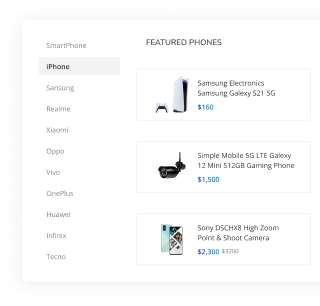 SmartPhone
iPhone
Sansung
Realme
Xiaomi
Oppo
Vivo
OnePlus
Huawei
Infinix
Tecno
FEATURED PHONES
Samsung Electronics
Samsung Galexy S21 5G
$160
Simple Mobile 5G LTE Galexy
12 Mini 512GB Gaming Phone
$1,500
Sony DSCHX8 High Zoom
Point & Shoot Camera
$2,300 $3200